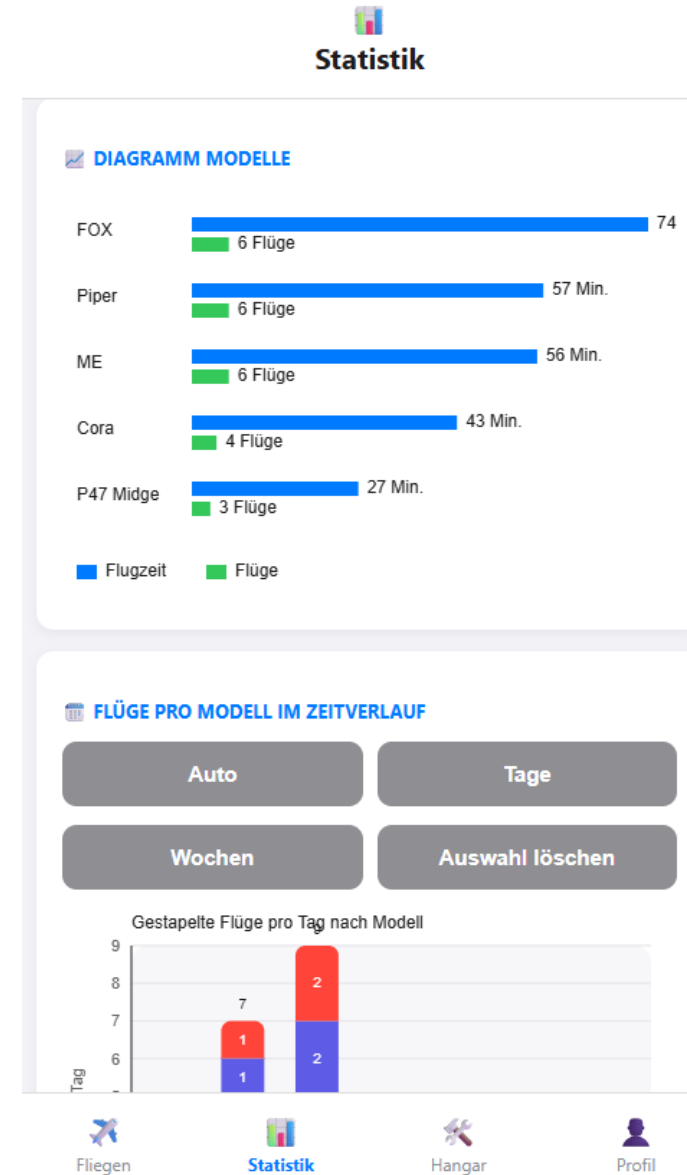 Statistik
DIAGRAMM MODELLE
FOX
74
6 Flüge
Piper
57 Min.
6 Flüge
ME
56 Min.
6 Flüge
Cora
43 Min.
4 Flüge
P47 Midge
27 Min.
3 Flüge
Flugzeit Flüge
FLÜGE PRO MODELL IM ZEITVERLAUF
Auto Tage
Wochen Auswahl löschen
Gestapelte Flüge pro Tag nach Modell
9
9
8
2
7
7
1
6
2
1
Tag
Fliegen Statistik Hangar Profil